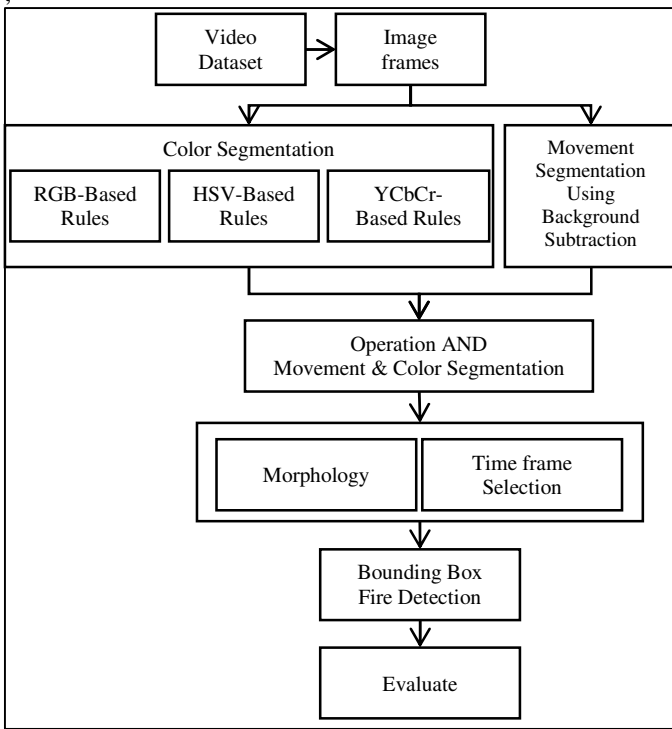 ;
Video
Dataset
Image
frames
Color Segmentation
RGB-Based
Rules
HSV-Based
Rules
YCbCr-
Based Rules
Movement
Segmentation
Using
Background
Subtraction
Operation AND
Movement & Color Segmentation
Morphology
Time frame
Selection
Bounding Box
Fire Detection
Evaluate